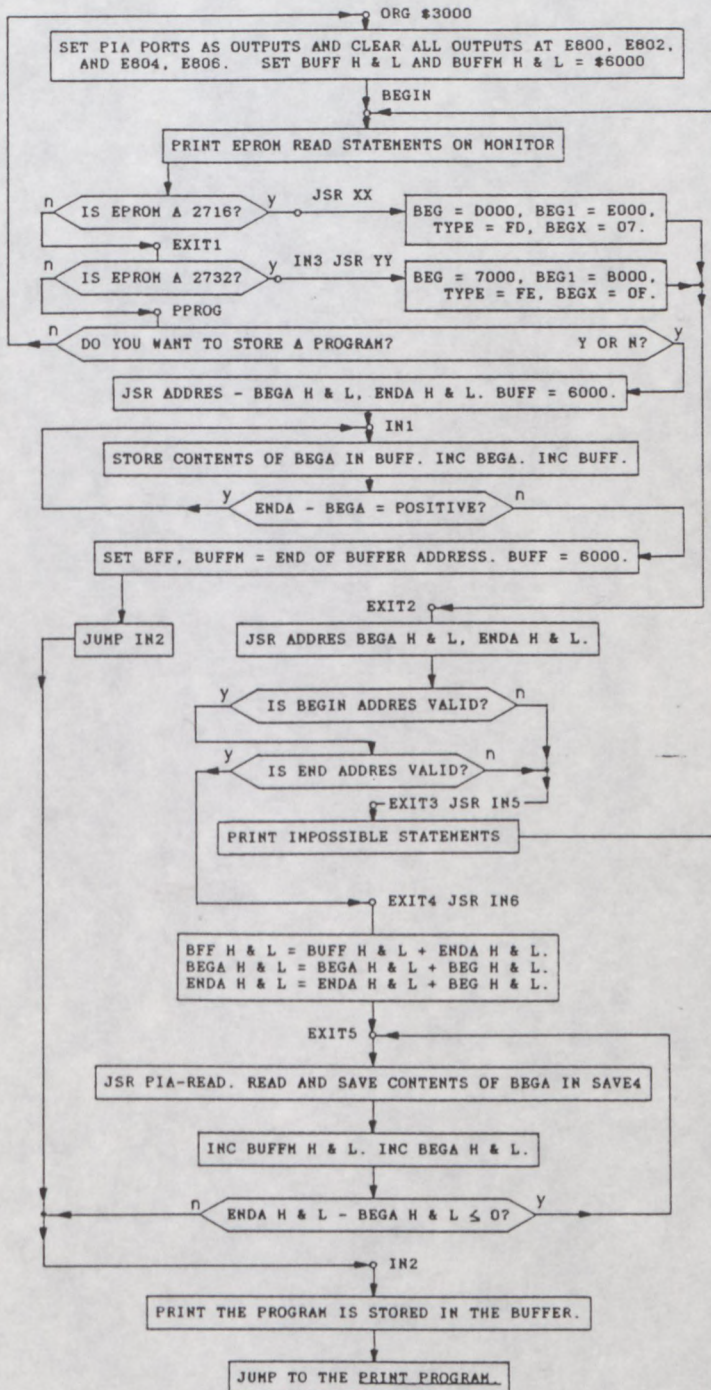 ORG $3000
SET PIA PORTS AS OUTPUTS AND CLEAR ALL OUTPUTS AT E800, E802,
AND E804, E806. SET BUFF H & L AND BUFFM H & L = $6000
BEGIN
PRINT EPROM READ STATEMENTS ON MONITOR
n IS EPROM A 2716? y JSR XX
BEG = D000, BEG1 = E000,
TYPE = FD, BEGX = 07.
EXIT1
n IS EPROM A 2732? y IN3 JSR YY
BEG = 7000, BEG1 = B000,
TYPE = FE, BEGX = 0F.
PPROG
n DO YOU WANT TO STORE A PROGRAM? Y OR N? y
JSR ADDRES - BEGA H & L, ENDA H & L. BUFF = 6000.
IN1
STORE CONTENTS OF BEGA IN BUFF. INC BEGA. INC BUFF.
y ENDA - BEGA = POSITIVE? n
SET BFF, BUFFM = END OF BUFFER ADDRESS. BUFF = 6000.
EXIT2
JUMP IN2
JSR ADDRES BEGA H & L, ENDA H & L.
y IS BEGIN ADDRES VALID? n
y IS END ADDRES VALID? n
EXIT3 JSR IN5
PRINT IMPOSSIBLE STATEMENTS
EXIT4 JSR IN6
BFF H & L = BUFF H & L + ENDA H & L.
BEGA H & L = BEGA H & L + BEG H & L.
ENDA H & L = ENDA H & L + BEG H & L.
EXIT5
JSR PIA-READ. READ AND SAVE CONTENTS OF BEGA IN SAVE4
INC BUFFM H & L. INC BEGA H & L.
n ENDA H & L - BEGA H & L ≤ 0? y
IN2
PRINT THE PROGRAM IS STORED IN THE BUFFER.
JUMP TO THE PRINT PROGRAM.